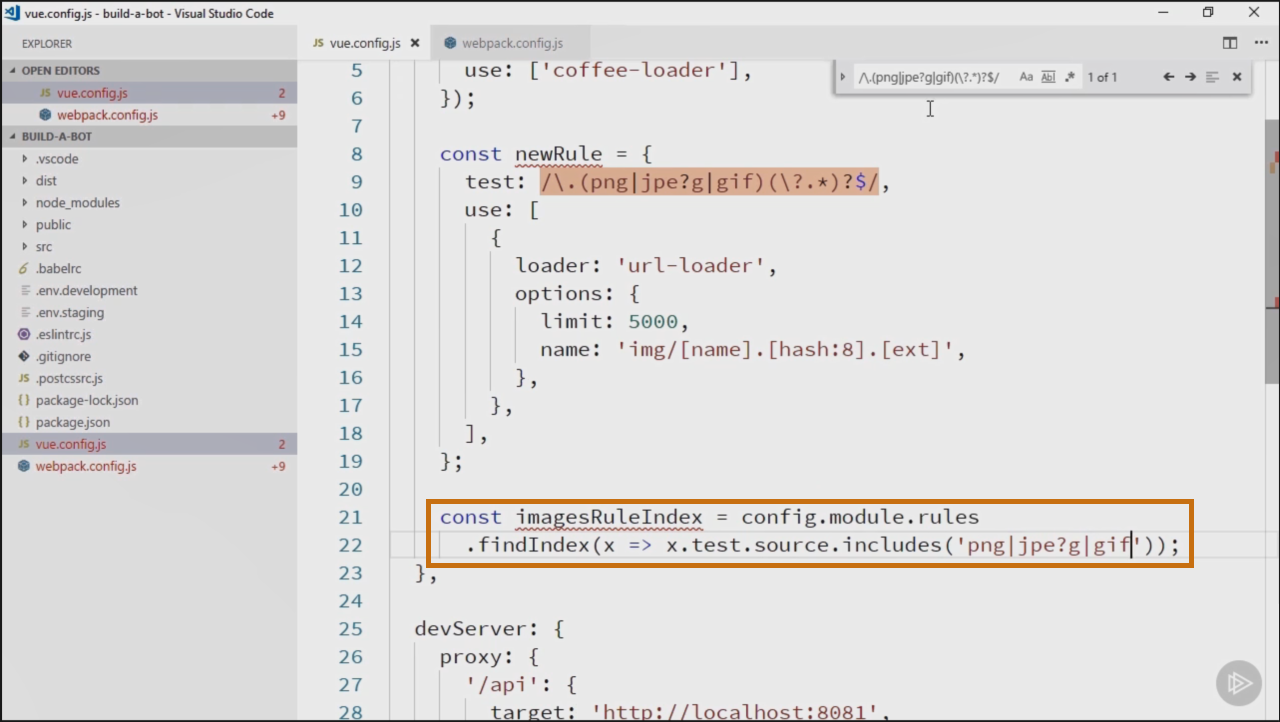 vue.config.js - build-a-bot - Visual Studio Code
EXPLORER
OPEN EDITORS
JS vue.config.js 2
webpack.config.js +9
BUILD-A-BOT
.vscode
dist
node_modules
public
src
.babelrc
.env.development
.env.staging
.eslintrc.js
.gitignore
JS .postcssrc.js
{} package-lock.json
{} package.json
JS vue.config.js 2
webpack.config.js +9
JS vue.config.js
webpack.config.js
/\.(png|jpe?g|gif)(\?.*)?$/ Aa Abl .* 1 of 1
5 use: ['coffee-loader'],
6 });
7
8 const newRule = {
9 test: /\.(png|jpe?g|gif)(\?.*)?$/,
10 use: [
11 {
12 loader: 'url-loader',
13 options: {
14 limit: 5000,
15 name: 'img/[name].[hash:8].[ext]',
16 },
17 },
18 ],
19 };
20
21 const imagesRuleIndex = config.module.rules
22 .findIndex(x => x.test.source.includes('png|jpe?g|gif'));
23 },
24
25 devServer: {
26 proxy: {
27 '/api': {
28 target: 'http://localhost:8081',